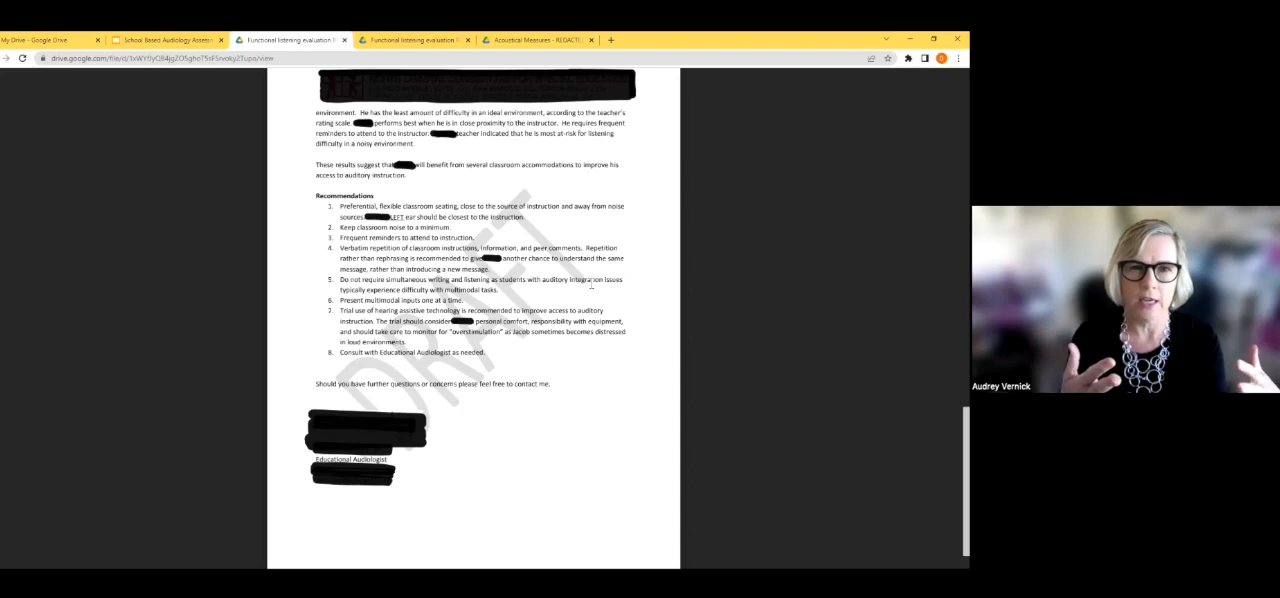 My Drive - Google Drive
School Based Audiology Assessm
Functional listening evaluation
Functional listening evaluation
Acoustical Measures - REDACTE
environment. He has the least amount of difficulty in an ideal environment, according to the teacher's
rating scale. performs best when he is in close proximity to the instructor. He requires frequent
reminders to attend to the instructor. teacher indicated that he is most at-risk for listening
difficulty in a noisy environment.
These results suggest that will benefit from several classroom accommodations to improve his
access to auditory instruction.
Recommendations
1. Preferential, flexible classroom seating, close to the source of instruction and away from noise
sources. LEFT ear should be closest to the instruction.
2. Keep classroom noise to a minimum.
3. Frequent reminders to attend to instruction.
4. Verbatim repetition of classroom instructions, information, and peer comments. Repetition
rather than rephrasing is recommended to give another chance to understand the same
message, rather than introducing a new message.
5. Do not require simultaneous writing and listening as students with auditory integration issues
typically experience difficulty with multimodal tasks.
6. Present multimodal inputs one at a time.
7. Trial use of hearing assistive technology is recommended to improve access to auditory
instruction. The trial should consider personal comfort, responsibility with equipment,
and should take care to monitor for "overstimulation" as Jacob sometimes becomes distressed
in loud environments.
8. Consult with Educational Audiologist as needed.
Should you have further questions or concerns please feel free to contact me.
DRAFT
Educational Audiologist
Audrey Vernick